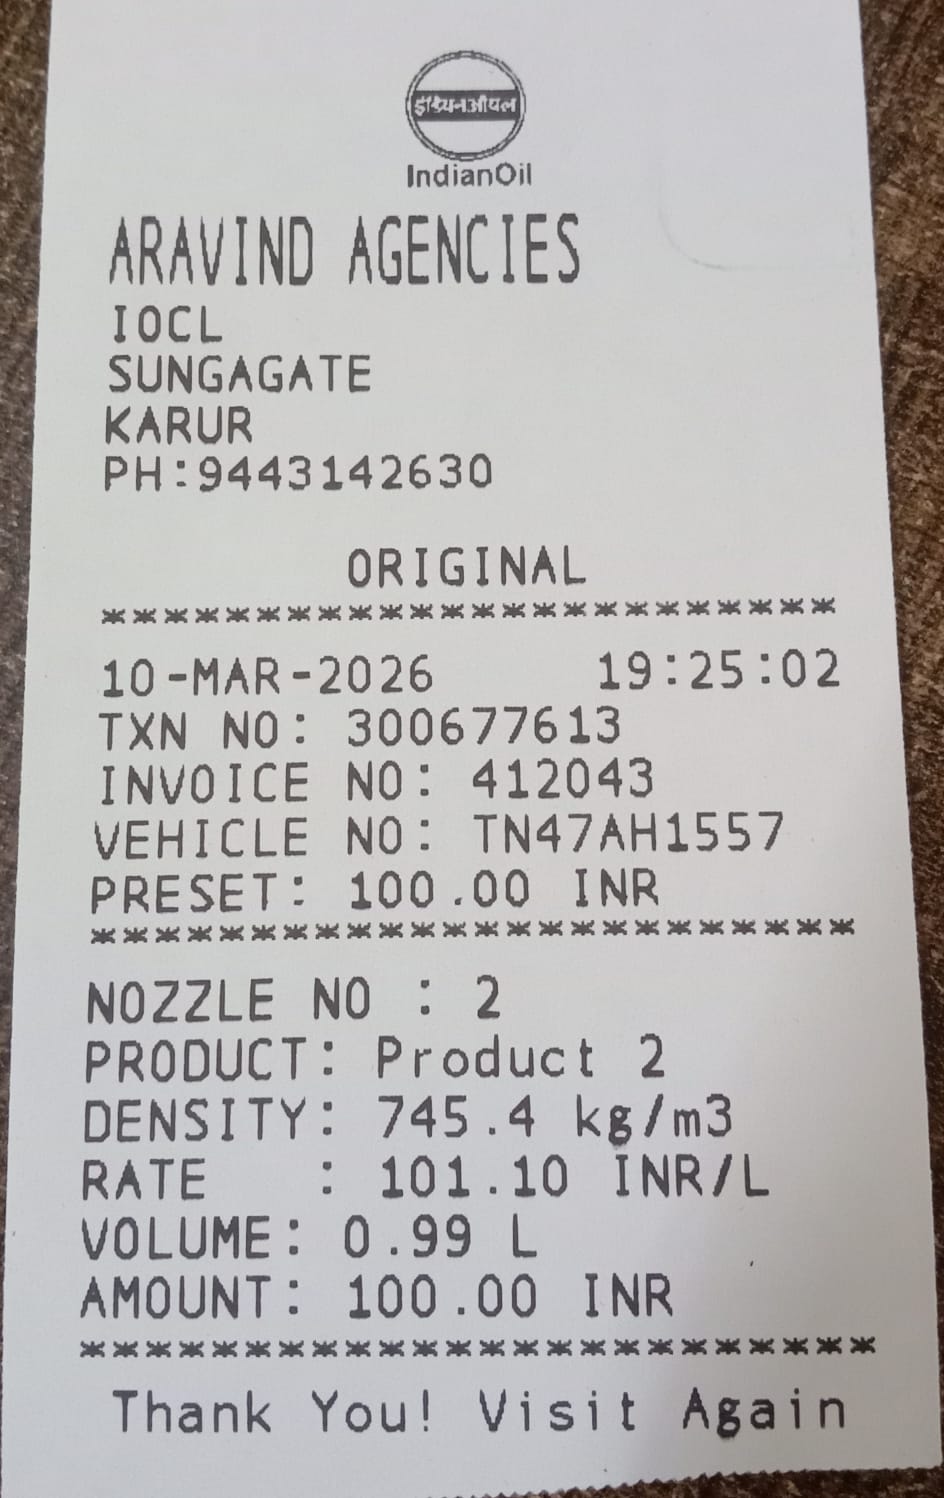 इंडियनऑयल
IndianOil
ARAVIND AGENCIES
IOCL
SUNGAGATE
KARUR
PH:9443142630
ORIGINAL
************************
10-MAR-2026 19:25:02
TXN NO: 300677613
INVOICE NO: 412043
VEHICLE NO: TN47AH1557
PRESET: 100.00 INR
************************
NOZZLE NO : 2
PRODUCT: Product 2
DENSITY: 745.4 kg/m3
RATE : 101.10 INR/L
VOLUME: 0.99 L
AMOUNT: 100.00 INR
************************
Thank You! Visit Again